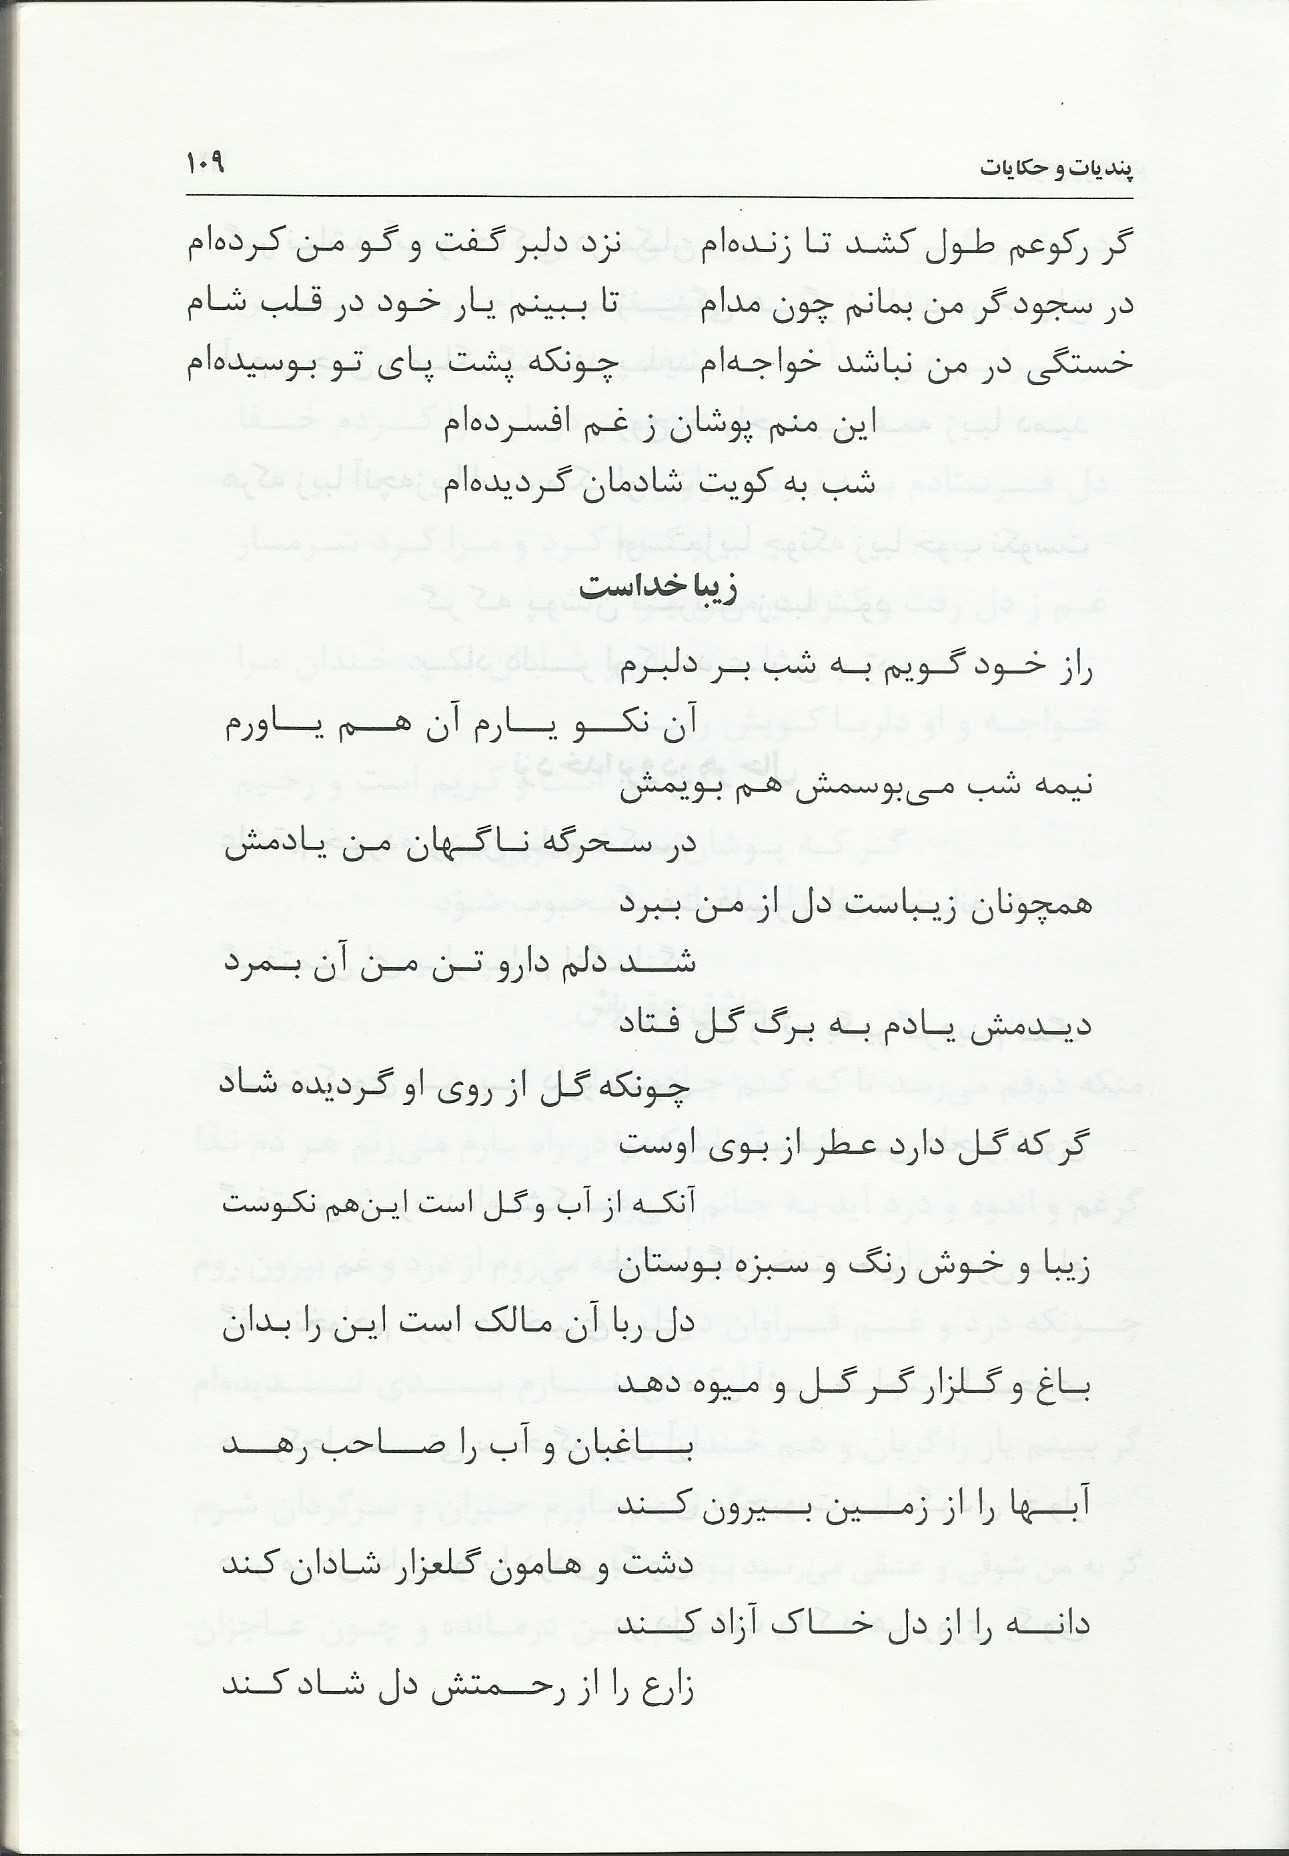 پندیات و حکایات ۱۰۹
گر رکوعم طول کشد تا زنده‌ام نزد دلبر گفت و گو من کرده‌ام
در سجود گر من بمانم چون مدام تا ببینم یار خود در قلب شام
خستگی در من نباشد خواجه‌ام چونکه پشت پای تو بوسیده‌ام
این منم پوشان ز غم افسرده‌ام
شب به کویت شادمان گردیده‌ام
زیبا خداست
راز خود گویم به شب بر دلبرم
آن نکو یارم آن هم یاورم
نیمه شب می‌بوسمش هم بویمش
در سحرگه ناگهان من یادمش
همچونان زیباست دل از من ببرد
شد دلم دارو تن من آن بمرد
دیدمش یادم به برگ گل فتاد
چونکه گل از روی او گردیده شاد
گر که گل دارد عطر از بوی اوست
آنکه از آب و گل است این‌هم نکوست
زیبا و خوش رنگ و سبزه بوستان
دل ربا آن مالک است این را بدان
باغ و گلزار گر گل و میوه دهد
باغبان و آب را صاحب رهد
آبها را از زمین بیرون کند
دشت و هامون گلعزار شادان کند
دانه را از دل خاک آزاد کند
زارع را از رحمتش دل شاد کند